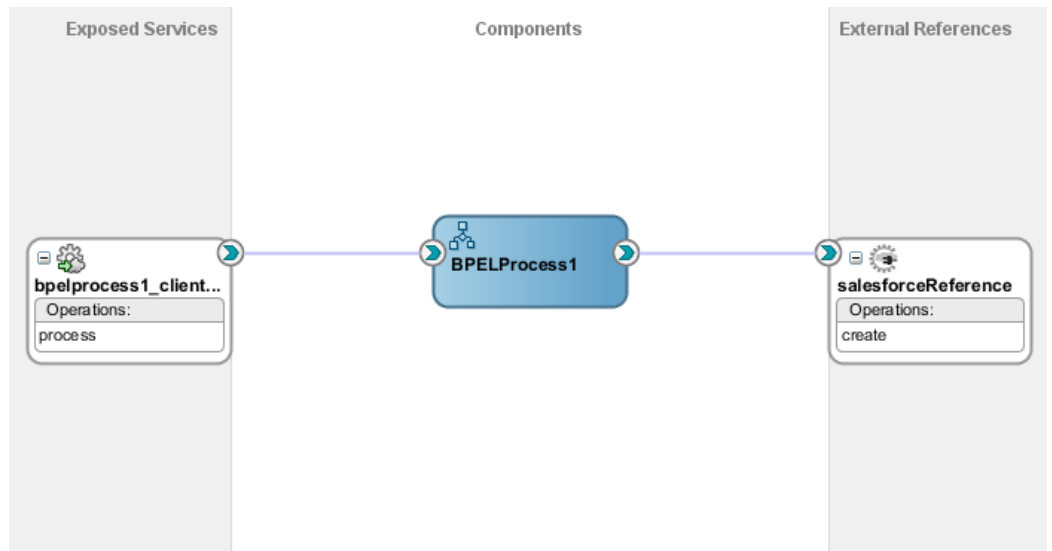 Exposed Services
Components
External References
bpelprocess1_client...
Operations:
process
BPELProcess1
salesforceReference
Operations:
create